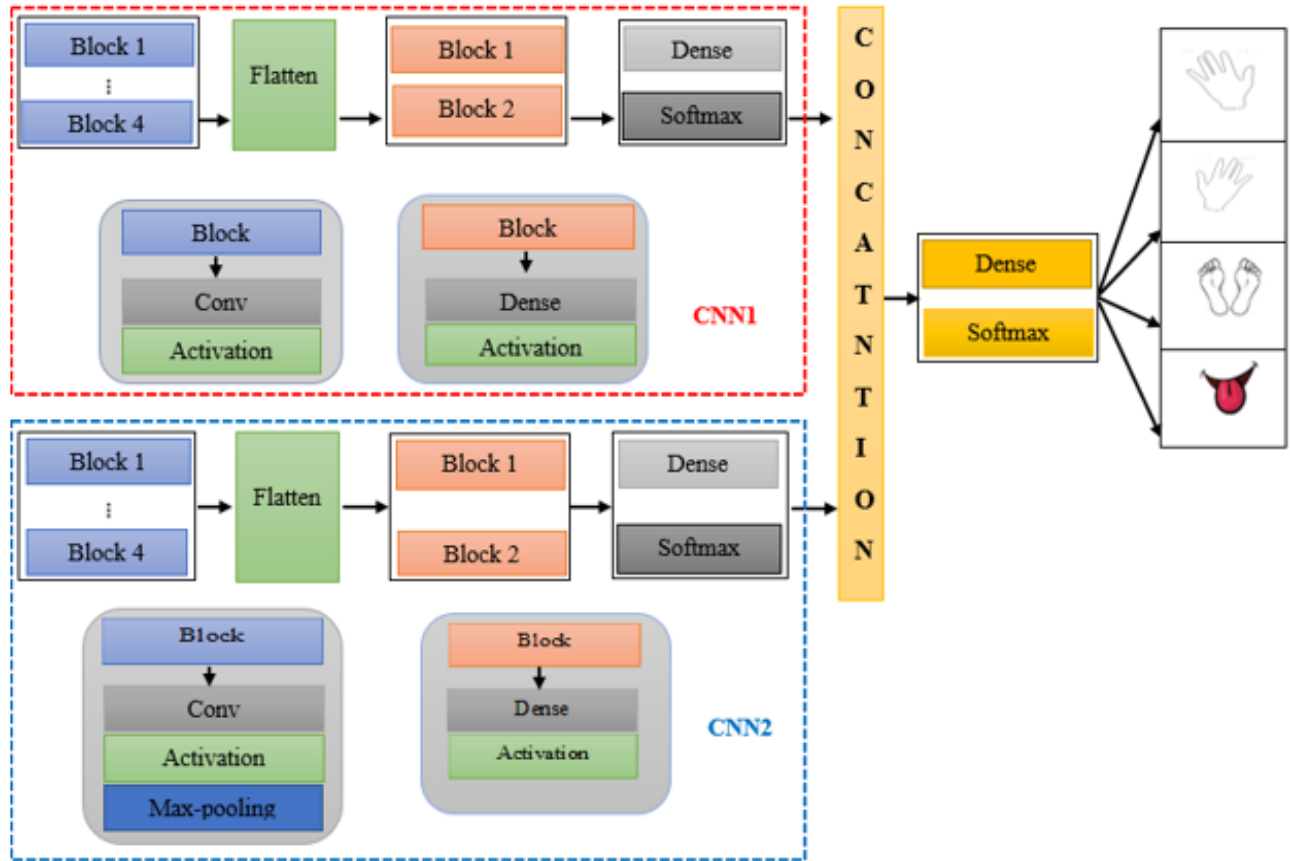 Block 1
⁞
Block 4
Flatten
Block 1
Block 2
Dense
Softmax
Block
Conv
Activation
Block
Dense
Activation
CNN1
Block 1
⁞
Block 4
Flatten
Block 1
Block 2
Dense
Softmax
Block
Conv
Activation
Max-pooling
Block
Dense
Activation
CNN2
C
O
N
C
A
T
N
T
I
O
N
Dense
Softmax